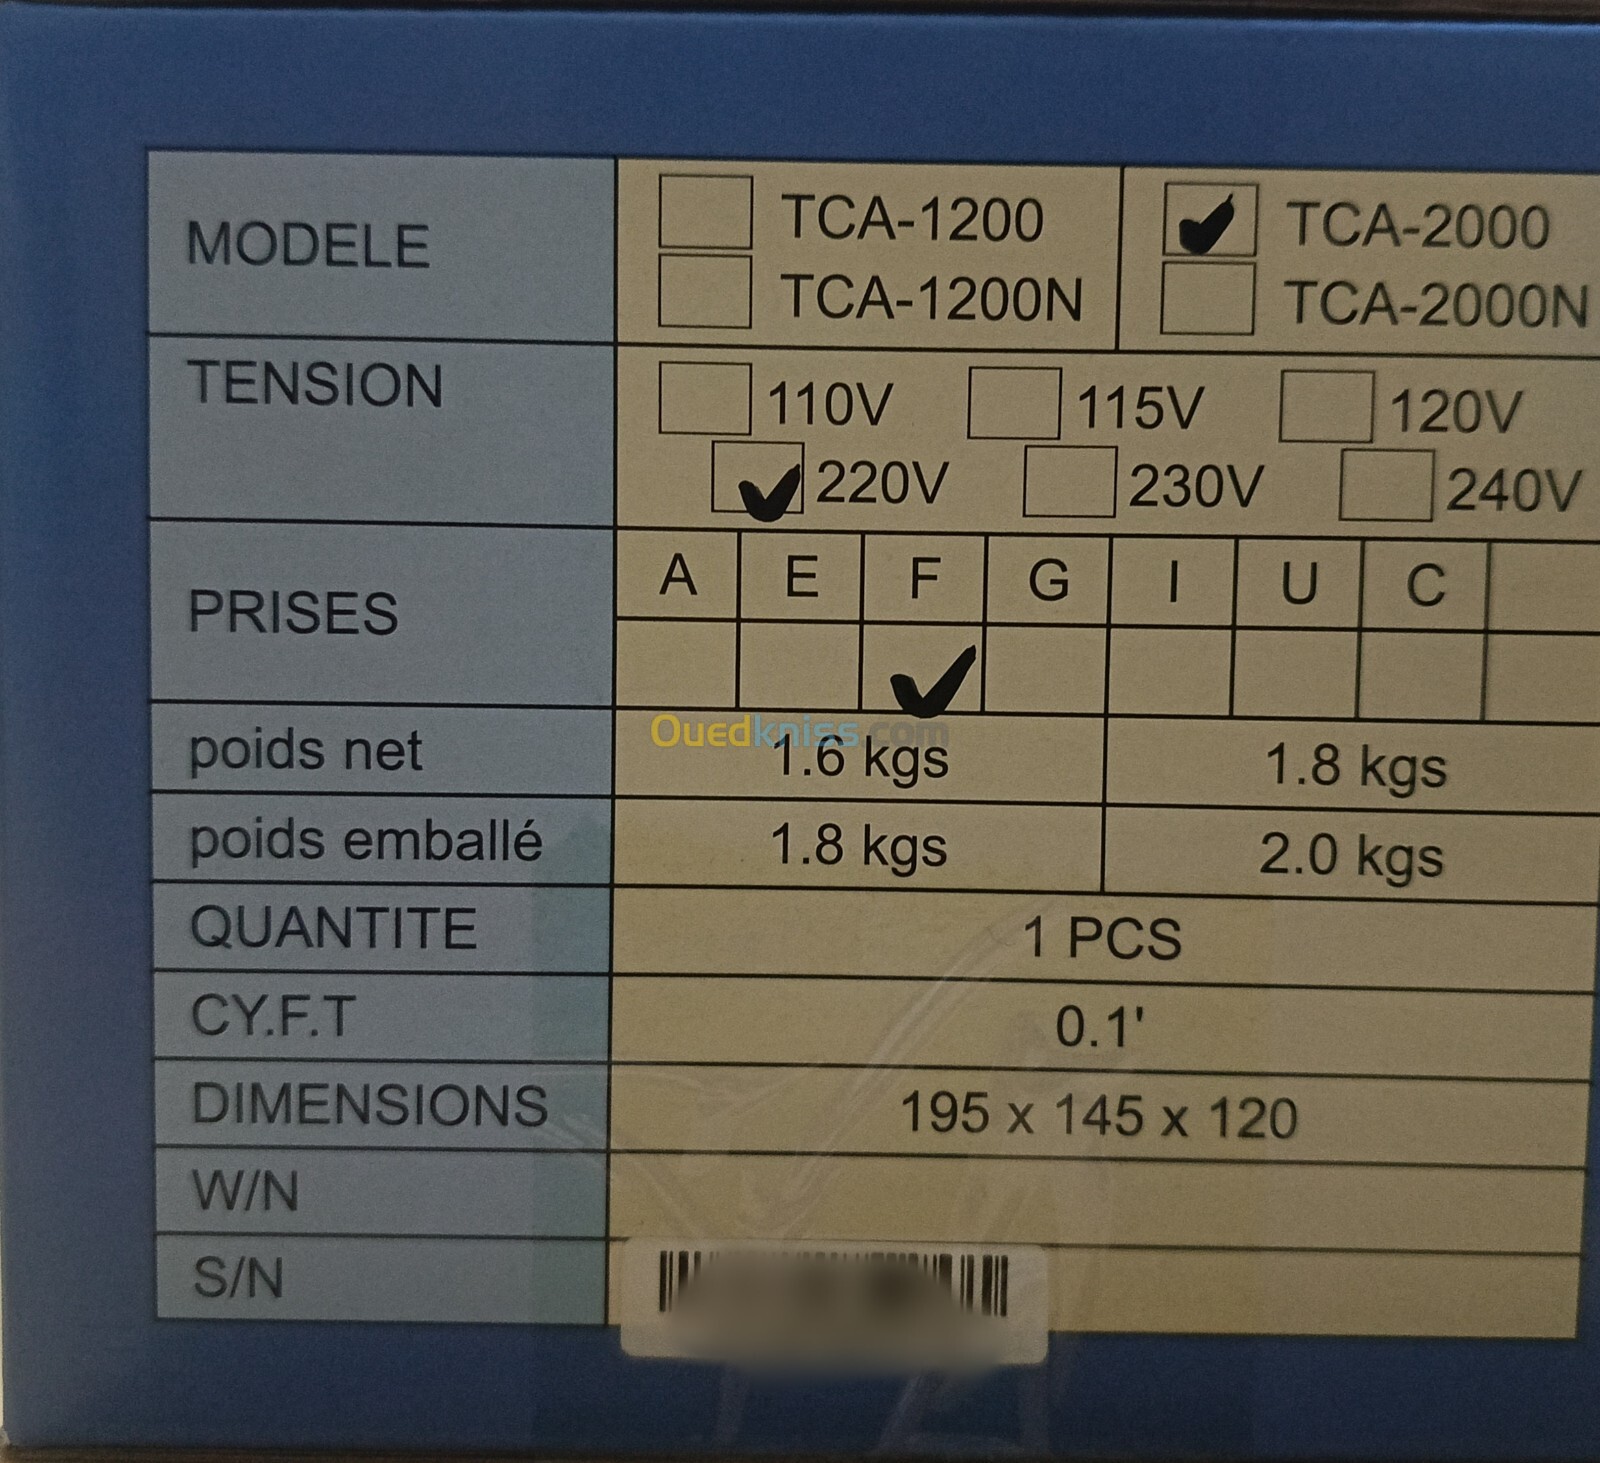 MODELE
TCA-1200
TCA-2000
TCA-1200N
TCA-2000N
TENSION
110V 115V 120V
220V 230V 240V
PRISES
A E F G I U C
Ouedkniss.com
poids net 1.6 kgs 1.8 kgs
poids emballé 1.8 kgs 2.0 kgs
QUANTITE 1 PCS
CY.F.T 0.1'
DIMENSIONS 195 x 145 x 120
W/N
S/N